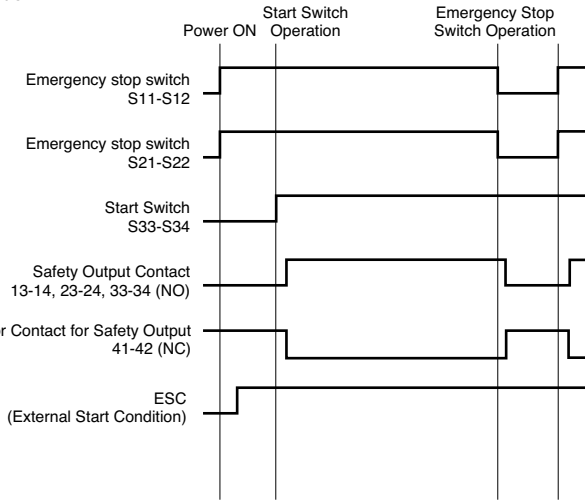 Start Switch
Operation
Emergency Stop
Switch Operation
Power ON
Emergency stop switch
S11-S12
Emergency stop switch
S21-S22
Start Switch
S33-S34
Safety Output Contact
13-14, 23-24, 33-34 (NO)
Contact for Safety Output
41-42 (NC)
ESC
(External Start Condition)